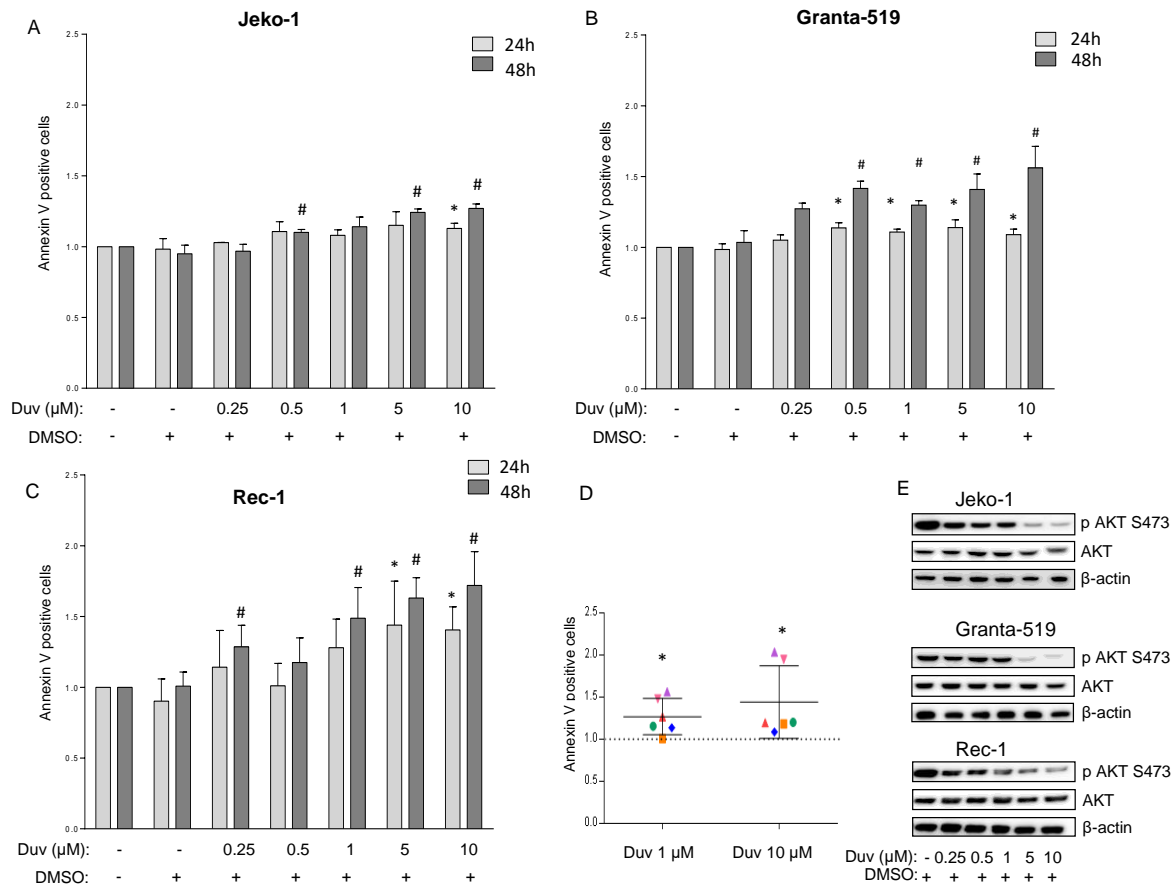 A
Jeko-1
24h
48h
Annexin V positive cells
2.5
2.0
1.5
1.0
0.5
0.0
# # * #
Duv (µM): - - 0.25 0.5 1 5 10
DMSO: - + + + + + +
B
Granta-519
24h
48h
Annexin V positive cells
2.5
2.0
1.5
1.0
0.5
0.0
* # * # * # * #
Duv (µM): - - 0.25 0.5 1 5 10
DMSO: - + + + + + +
C
Rec-1
24h
48h
Annexin V positive cells
2.5
2.0
1.5
1.0
0.5
0.0
# # * # * #
Duv (µM): - - 0.25 0.5 1 5 10
DMSO: - + + + + + +
D
Annexin V positive cells
2.5
2.0
1.5
1.0
0.5
0.0
* *
Duv 1 µM Duv 10 µM
E
Jeko-1
p AKT S473
AKT
β-actin
Granta-519
p AKT S473
AKT
β-actin
Rec-1
p AKT S473
AKT
β-actin
Duv (µM): - 0.25 0.5 1 5 10
DMSO: + + + + + +